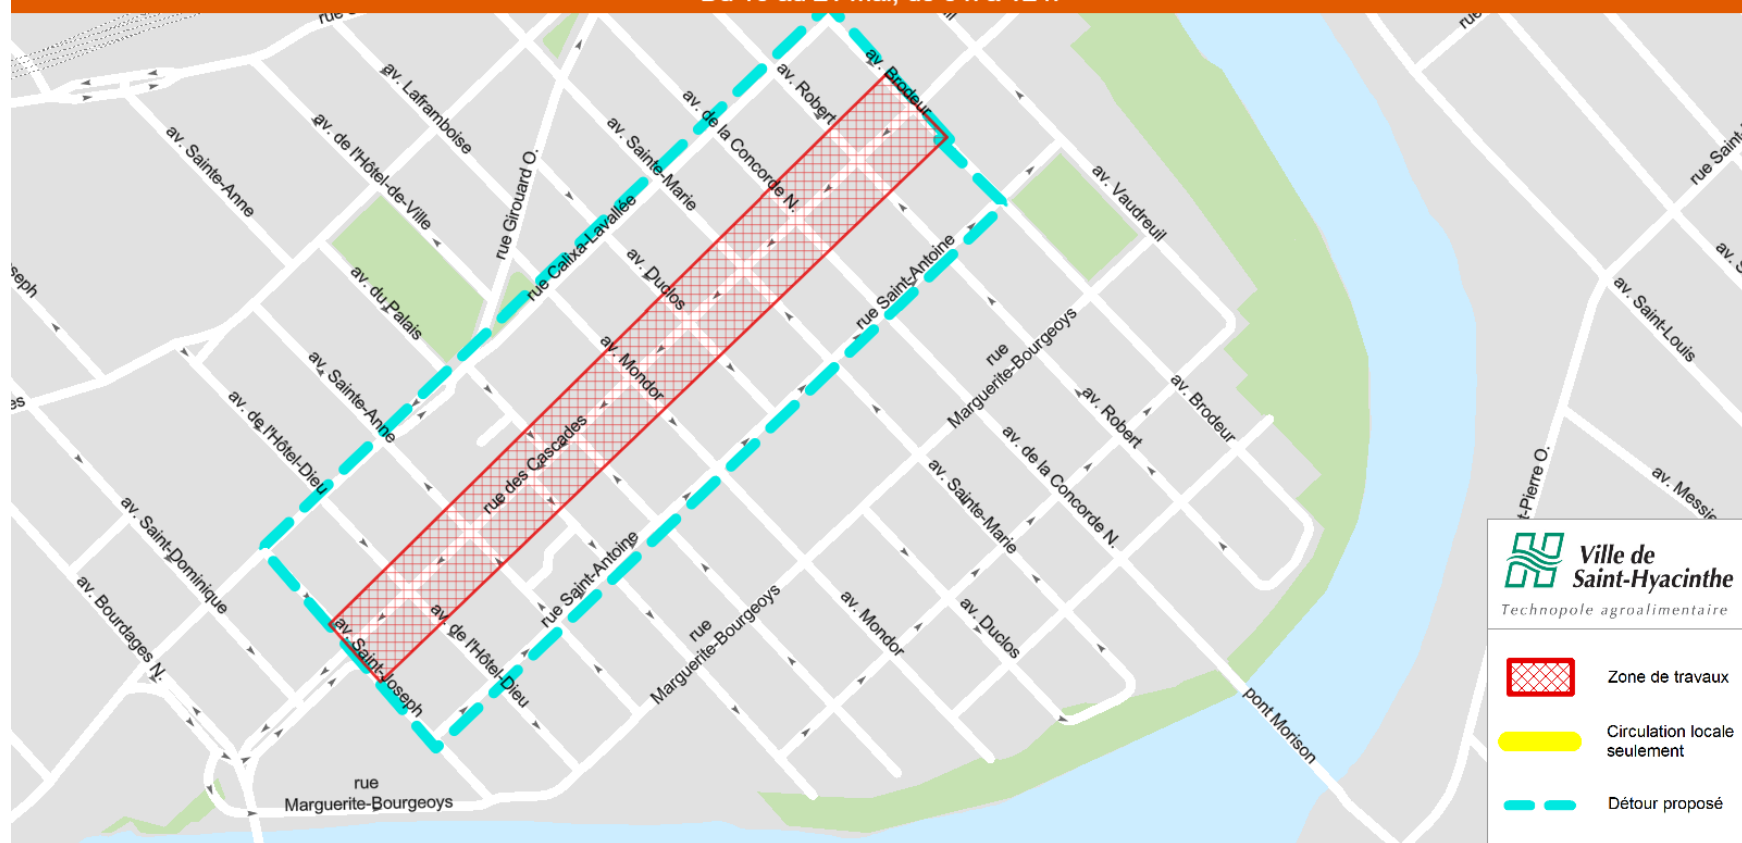 av. Brodeur
av. Robert
av. Laframboise
av. de la Concorde N.
av. de l'Hôtel-de-Ville
av. Sainte-Marie
av. Sainte-Anne
rue Girouard O.
av. Vaudreuil
rue Calixa-Lavallée
av. du Palais
av. Duclos
rue Saint-Antoine
av. Saint-Louis
av. Mondor
rue
Marguerite-Bourgeoys
av. Sainte-Anne
av. de l'Hôtel-Dieu
av. Robert
av. Brodeur
rue des Cascades
av. de la Concorde N.
av. Sainte-Marie
av. Saint-Dominique
rue Saint-Antoine
av. Bourdages N.
av. de l'Hôtel-Dieu
av. Saint-Joseph
rue
Marguerite-Bourgeoys
av. Mondor
av. Duclos
pont Morison
rue
Marguerite-Bourgeoys
Ville de
Saint-Hyacinthe
Technopole agroalimentaire
Zone de travaux
Circulation locale
seulement
Détour proposé